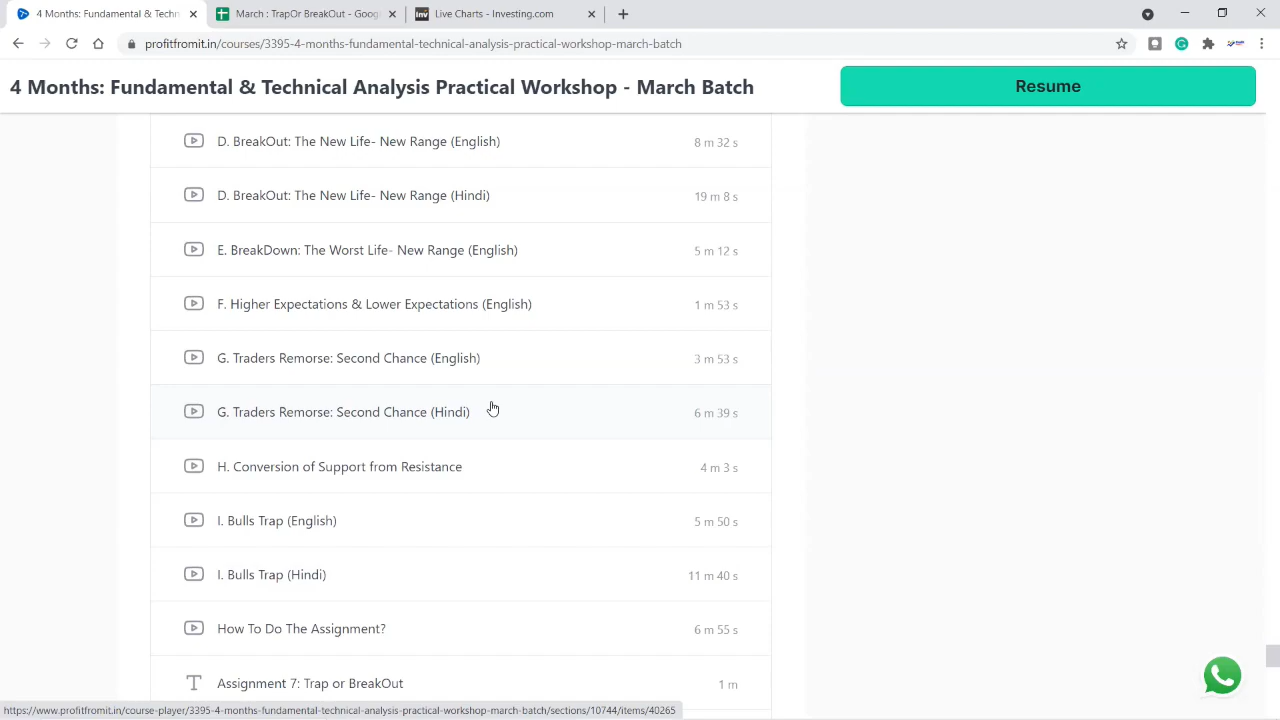 4 Months: Fundamental & Techn
March : TrapOr BreakOut - Goog
Inv
Live Charts - Investing.com
profitfromit.in/courses/3395-4-months-fundamental-technical-analysis-practical-workshop-march-batch
4 Months: Fundamental & Technical Analysis Practical Workshop - March Batch
Resume
D. BreakOut: The New Life- New Range (English)
8 m 32 s
D. BreakOut: The New Life- New Range (Hindi)
19 m 8 s
E. BreakDown: The Worst Life- New Range (English)
5 m 12 s
F. Higher Expectations & Lower Expectations (English)
1 m 53 s
G. Traders Remorse: Second Chance (English)
3 m 53 s
G. Traders Remorse: Second Chance (Hindi)
6 m 39 s
H. Conversion of Support from Resistance
4 m 3 s
I. Bulls Trap (English)
5 m 50 s
I. Bulls Trap (Hindi)
11 m 40 s
How To Do The Assignment?
6 m 55 s
Assignment 7: Trap or BreakOut
1 m
https://www.profitfromit.in/course-player/3395-4-months-fundamental-technical-analysis-practical-workshop-march-batch/sections/10744/items/40265